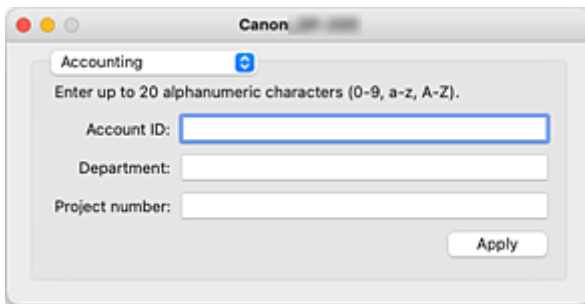 Canon
Accounting
Enter up to 20 alphanumeric characters (0-9, a-z, A-Z).
Account ID:
Department:
Project number:
Apply